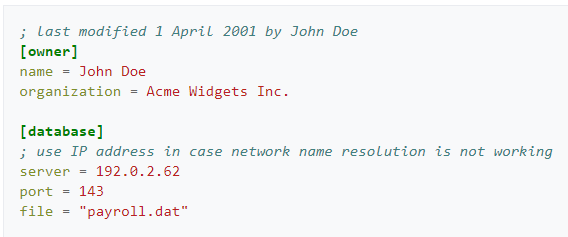 ; last modified 1 April 2001 by John Doe
[owner]
name = John Doe
organization = Acme Widgets Inc.

[database]
; use IP address in case network name resolution is not working
server = 192.0.2.62
port = 143
file = "payroll.dat"